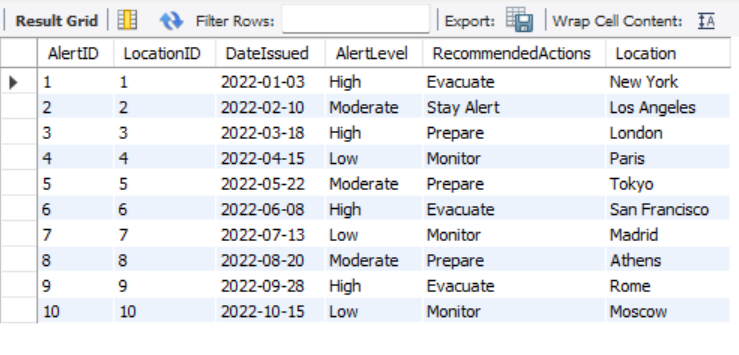 Result Grid Filter Rows: Export: Wrap Cell Content: IA
AlertID LocationID DateIssued AlertLevel RecommendedActions Location
1 1 2022-01-03 High Evacuate New York
2 2 2022-02-10 Moderate Stay Alert Los Angeles
3 3 2022-03-18 High Prepare London
4 4 2022-04-15 Low Monitor Paris
5 5 2022-05-22 Moderate Prepare Tokyo
6 6 2022-06-08 High Evacuate San Francisco
7 7 2022-07-13 Low Monitor Madrid
8 8 2022-08-20 Moderate Prepare Athens
9 9 2022-09-28 High Evacuate Rome
10 10 2022-10-15 Low Monitor Moscow